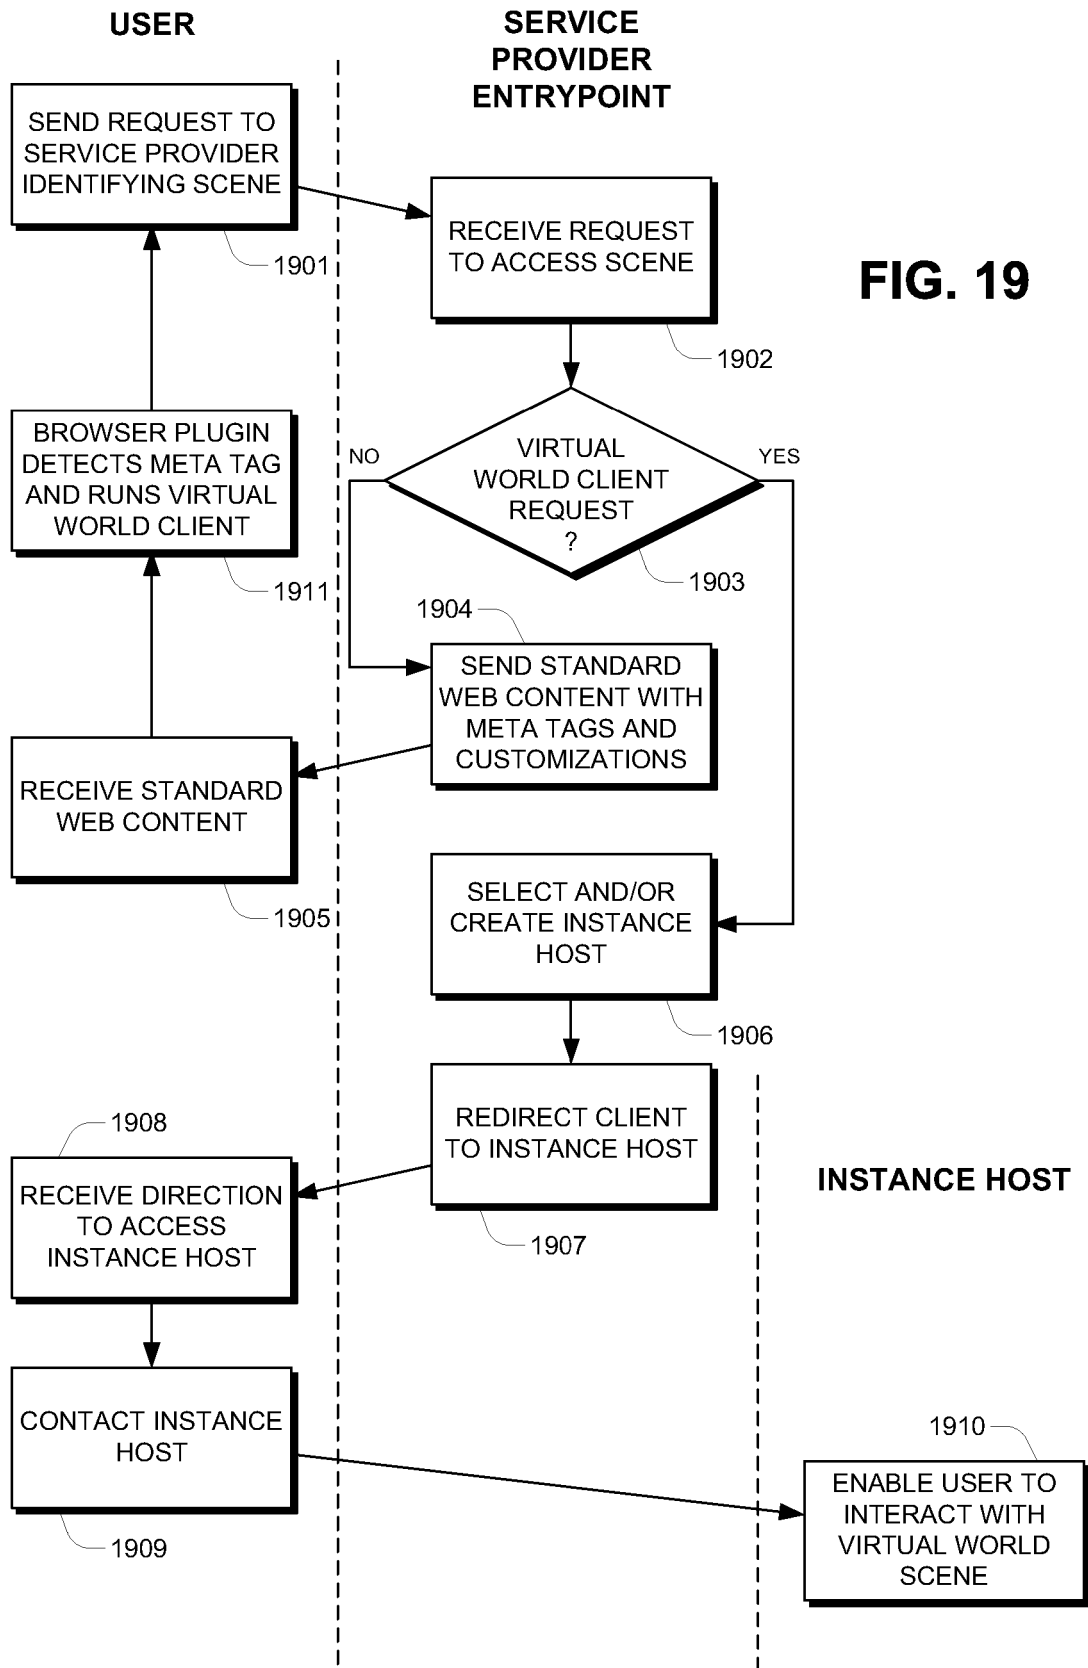 USER
SERVICE
PROVIDER
ENTRYPOINT
SEND REQUEST TO
SERVICE PROVIDER
IDENTIFYING SCENE
1901
RECEIVE REQUEST
TO ACCESS SCENE
1902
FIG. 19
BROWSER PLUGIN
DETECTS META TAG
AND RUNS VIRTUAL
WORLD CLIENT
1911
NO
VIRTUAL
WORLD CLIENT
REQUEST
?
YES
1903
1904
SEND STANDARD
WEB CONTENT WITH
META TAGS AND
CUSTOMIZATIONS
RECEIVE STANDARD
WEB CONTENT
1905
SELECT AND/OR
CREATE INSTANCE
HOST
1906
REDIRECT CLIENT
TO INSTANCE HOST
1907
1908
RECEIVE DIRECTION
TO ACCESS
INSTANCE HOST
INSTANCE HOST
CONTACT INSTANCE
HOST
1909
1910
ENABLE USER TO
INTERACT WITH
VIRTUAL WORLD
SCENE